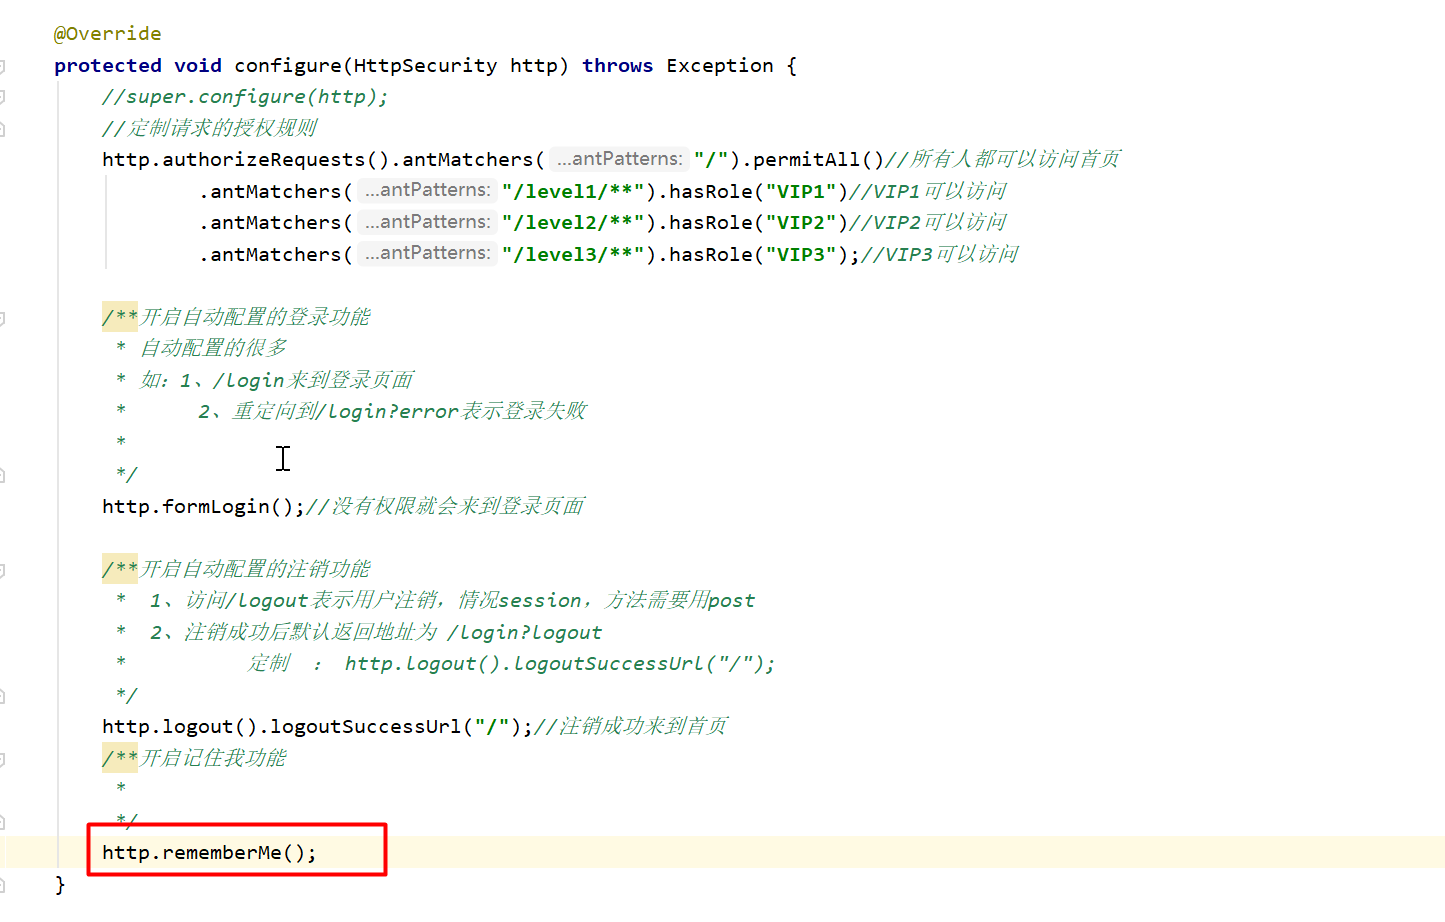 @Override
protected void configure(HttpSecurity http) throws Exception {
//super.configure(http);
//定制请求的授权规则
http.authorizeRequests().antMatchers( ...antPatterns: "/").permitAll()//所有人都可以访问首页
.antMatchers( ...antPatterns: "/level1/**").hasRole("VIP1")//VIP1可以访问
.antMatchers( ...antPatterns: "/level2/**").hasRole("VIP2")//VIP2可以访问
.antMatchers( ...antPatterns: "/level3/**").hasRole("VIP3");//VIP3可以访问
/**开启自动配置的登录功能
* 自动配置的很多
* 如：1、/login来到登录页面
* 2、重定向到/login?error表示登录失败
*
*/
http.formLogin();//没有权限就会来到登录页面
/**开启自动配置的注销功能
* 1、访问/logout表示用户注销，情况session，方法需要用post
* 2、注销成功后默认返回地址为 /login?logout
* 定制 ： http.logout().logoutSuccessUrl("/");
*/
http.logout().logoutSuccessUrl("/");//注销成功来到首页
/**开启记住我功能
*
*/
http.rememberMe();
}